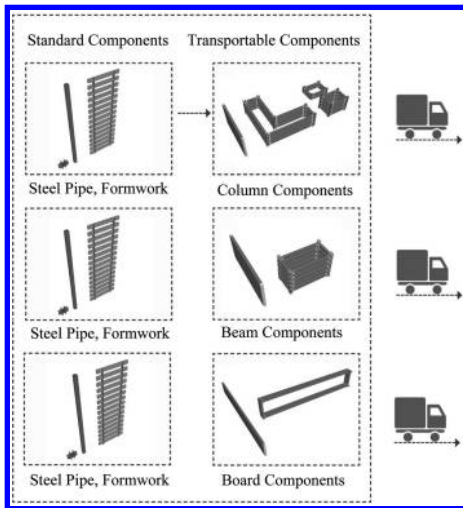 Standard Components Transportable Components
Steel Pipe, Formwork Column Components
Steel Pipe, Formwork Beam Components
Steel Pipe, Formwork Board Components